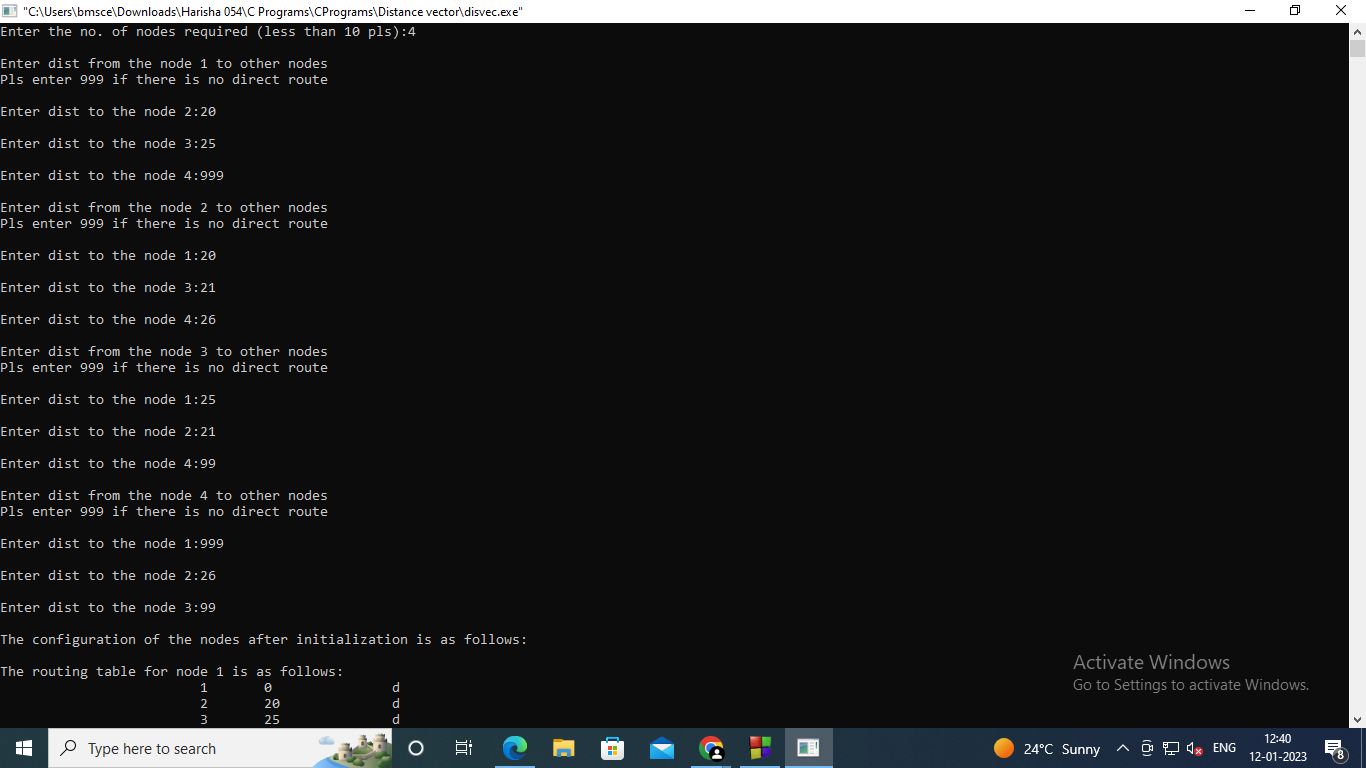 "C:\Users\bmsce\Downloads\Harisha 054\C Programs\CPrograms\Distance vector\disvec.exe"
Enter the no. of nodes required (less than 10 pls):4
Enter dist from the node 1 to other nodes
Pls enter 999 if there is no direct route
Enter dist to the node 2:20
Enter dist to the node 3:25
Enter dist to the node 4:999
Enter dist from the node 2 to other nodes
Pls enter 999 if there is no direct route
Enter dist to the node 1:20
Enter dist to the node 3:21
Enter dist to the node 4:26
Enter dist from the node 3 to other nodes
Pls enter 999 if there is no direct route
Enter dist to the node 1:25
Enter dist to the node 2:21
Enter dist to the node 4:99
Enter dist from the node 4 to other nodes
Pls enter 999 if there is no direct route
Enter dist to the node 1:999
Enter dist to the node 2:26
Enter dist to the node 3:99
The configuration of the nodes after initialization is as follows:
The routing table for node 1 is as follows:
1 0 d
2 20 d
3 25 d
Activate Windows
Go to Settings to activate Windows.
Type here to search
24°C Sunny
ENG
12:40
12-01-2023
8